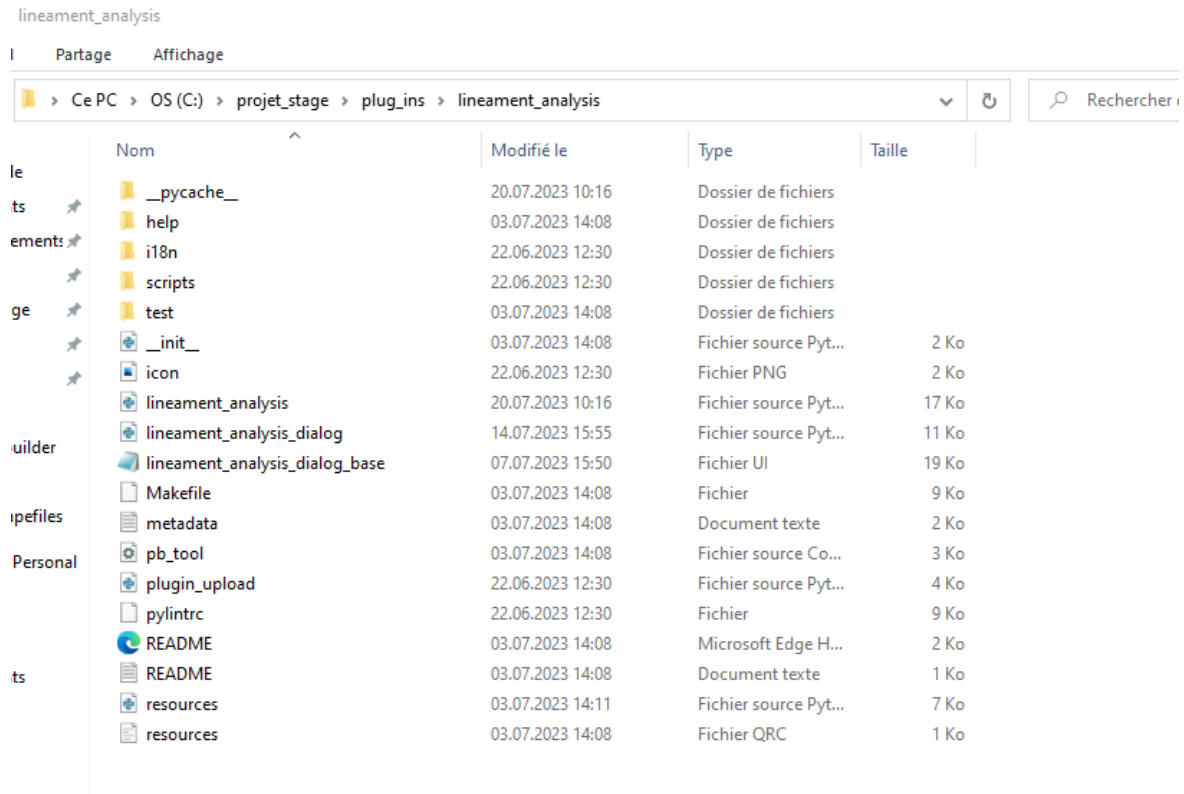 lineament_analysis
Partage Affichage
Ce PC > OS (C:) > projet_stage > plug_ins > lineament_analysis Rechercher
Nom Modifié le Type Taille
__pycache__ 20.07.2023 10:16 Dossier de fichiers
help 03.07.2023 14:08 Dossier de fichiers
i18n 22.06.2023 12:30 Dossier de fichiers
scripts 22.06.2023 12:30 Dossier de fichiers
test 03.07.2023 14:08 Dossier de fichiers
__init__ 03.07.2023 14:08 Fichier source Pyt... 2 Ko
icon 22.06.2023 12:30 Fichier PNG 2 Ko
lineament_analysis 20.07.2023 10:16 Fichier source Pyt... 17 Ko
lineament_analysis_dialog 14.07.2023 15:55 Fichier source Pyt... 11 Ko
uilder
lineament_analysis_dialog_base 07.07.2023 15:50 Fichier UI 19 Ko
Makefile 03.07.2023 14:08 Fichier 9 Ko
pefiles
metadata 03.07.2023 14:08 Document texte 2 Ko
Personal
pb_tool 03.07.2023 14:08 Fichier source Co... 3 Ko
plugin_upload 22.06.2023 12:30 Fichier source Pyt... 4 Ko
pylintrc 22.06.2023 12:30 Fichier 9 Ko
README 03.07.2023 14:08 Microsoft Edge H... 2 Ko
README 03.07.2023 14:08 Document texte 1 Ko
resources 03.07.2023 14:11 Fichier source Pyt... 7 Ko
resources 03.07.2023 14:08 Fichier QRC 1 Ko